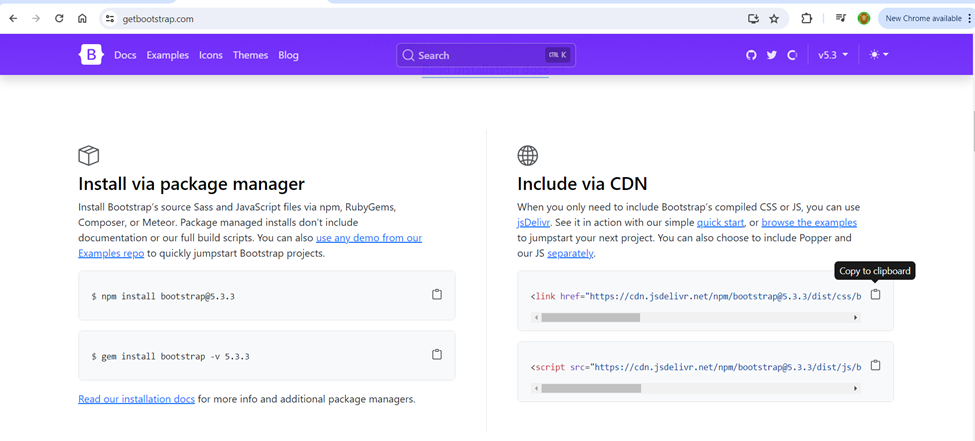 getbootstrap.com
New Chrome available
B Docs Examples Icons Themes Blog
Search CTRL K
v5.3
Install via package manager
Install Bootstrap's source Sass and JavaScript files via npm, RubyGems,
Composer, or Meteor. Package managed installs don't include
documentation or our full build scripts. You can also use any demo from our
Examples repo to quickly jumpstart Bootstrap projects.
$ npm install bootstrap@5.3.3
$ gem install bootstrap -v 5.3.3
Read our installation docs for more info and additional package managers.
Include via CDN
When you only need to include Bootstrap's compiled CSS or JS, you can use
jsDelivr. See it in action with our simple quick start, or browse the examples
to jumpstart your next project. You can also choose to include Popper and
our JS separately.
Copy to clipboard
<link href="https://cdn.jsdelivr.net/npm/bootstrap@5.3.3/dist/css/b
<script src="https://cdn.jsdelivr.net/npm/bootstrap@5.3.3/dist/js/b